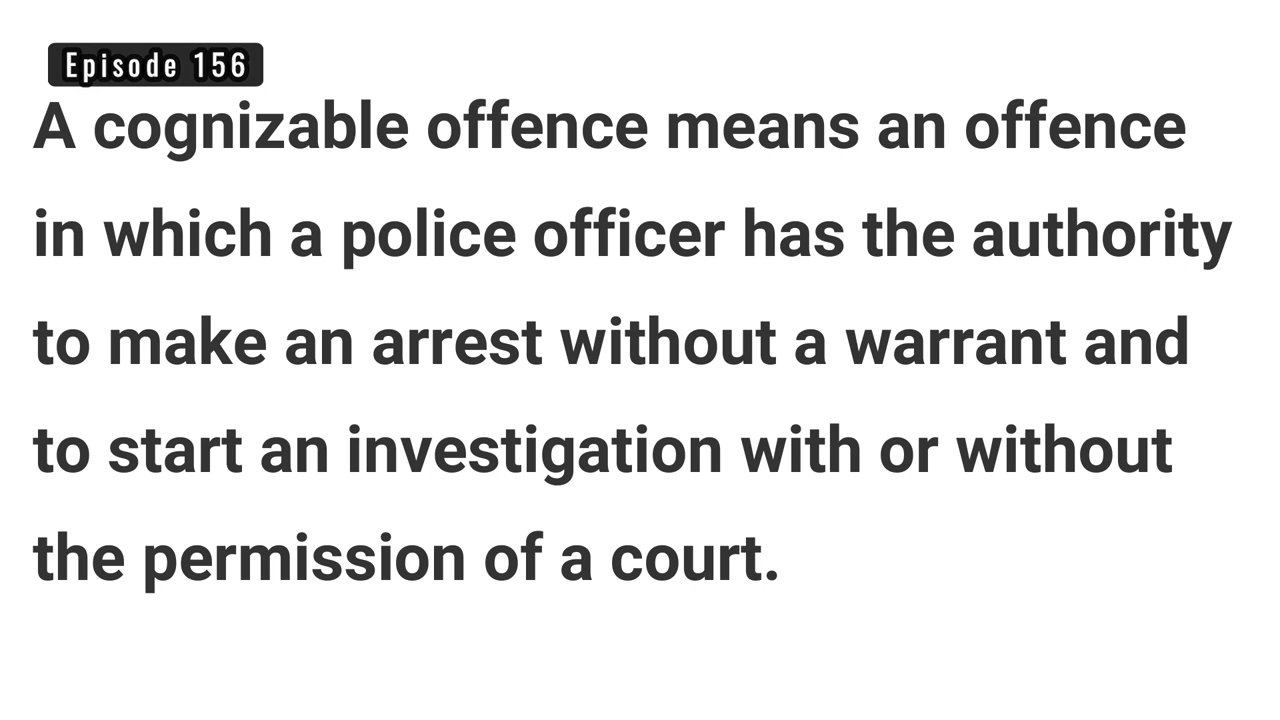 Episode 156
A cognizable offence means an offence
in which a police officer has the authority
to make an arrest without a warrant and
to start an investigation with or without
the permission of a court.